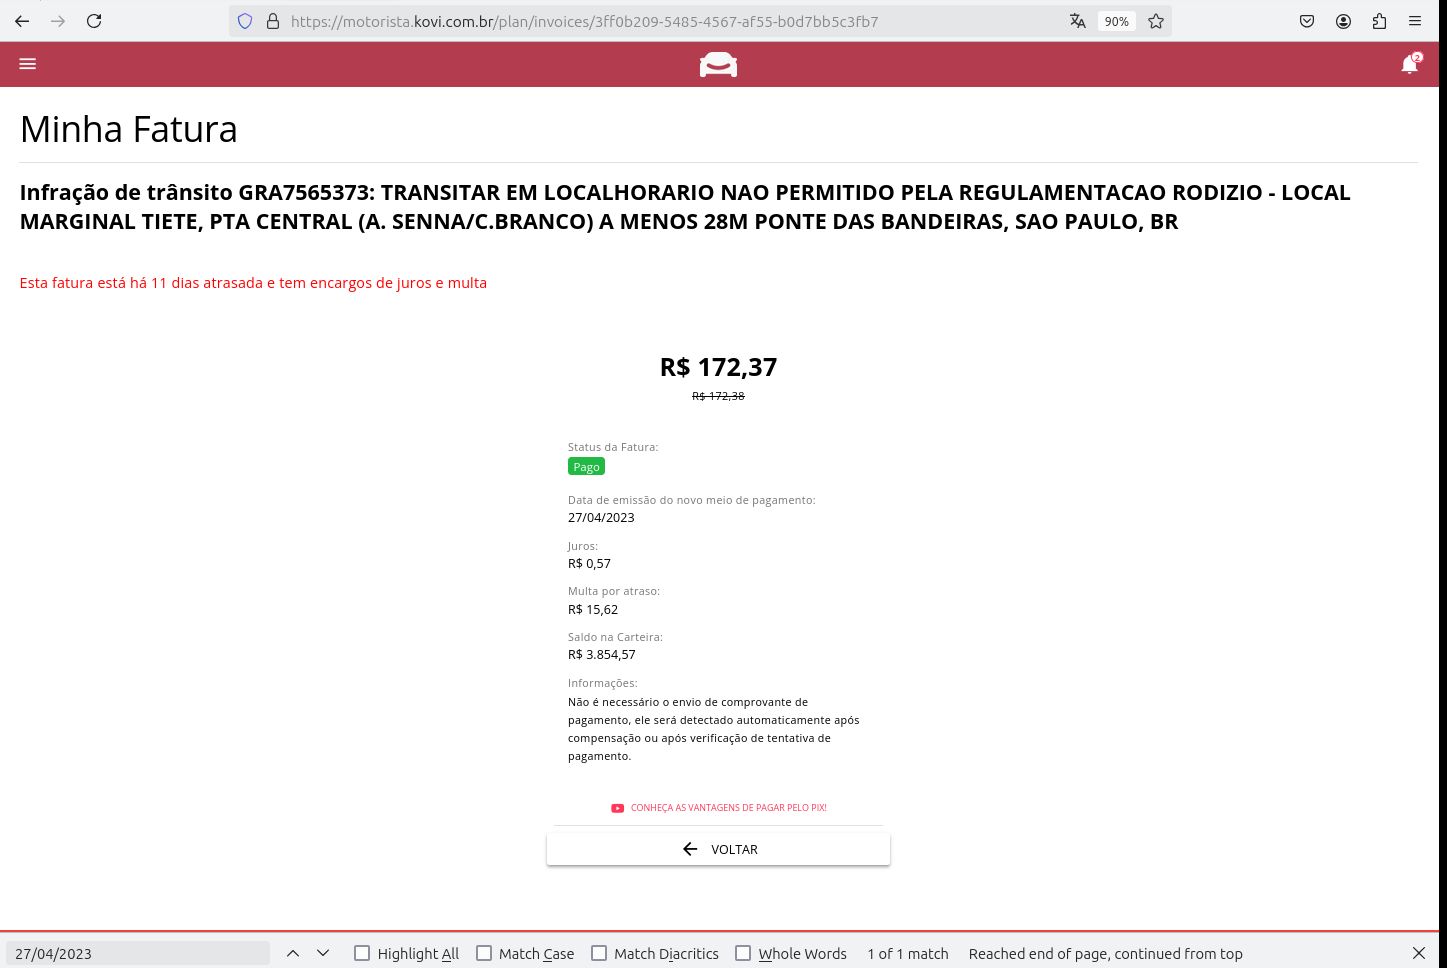 https://motorista.kovi.com.br/plan/invoices/3ff0b209-5485-4567-af55-b0d7bb5c3fb7
90%
2
Minha Fatura
Infração de trânsito GRA7565373: TRANSITAR EM LOCALHORARIO NAO PERMITIDO PELA REGULAMENTACAO RODIZIO - LOCAL
MARGINAL TIETE, PTA CENTRAL (A. SENNA/C.BRANCO) A MENOS 28M PONTE DAS BANDEIRAS, SAO PAULO, BR
Esta fatura está há 11 dias atrasada e tem encargos de juros e multa
R$ 172,37
R$ 172,38
Status da Fatura:
Pago
Data de emissão do novo meio de pagamento:
27/04/2023
Juros:
R$ 0,57
Multa por atraso:
R$ 15,62
Saldo na Carteira:
R$ 3.854,57
Informações:
Não é necessário o envio de comprovante de
pagamento, ele será detectado automaticamente após
compensação ou após verificação de tentativa de
pagamento.
CONHEÇA AS VANTAGENS DE PAGAR PELO PIX!
VOLTAR
27/04/2023 Highlight All Match Case Match Diacritics Whole Words 1 of 1 match Reached end of page, continued from top